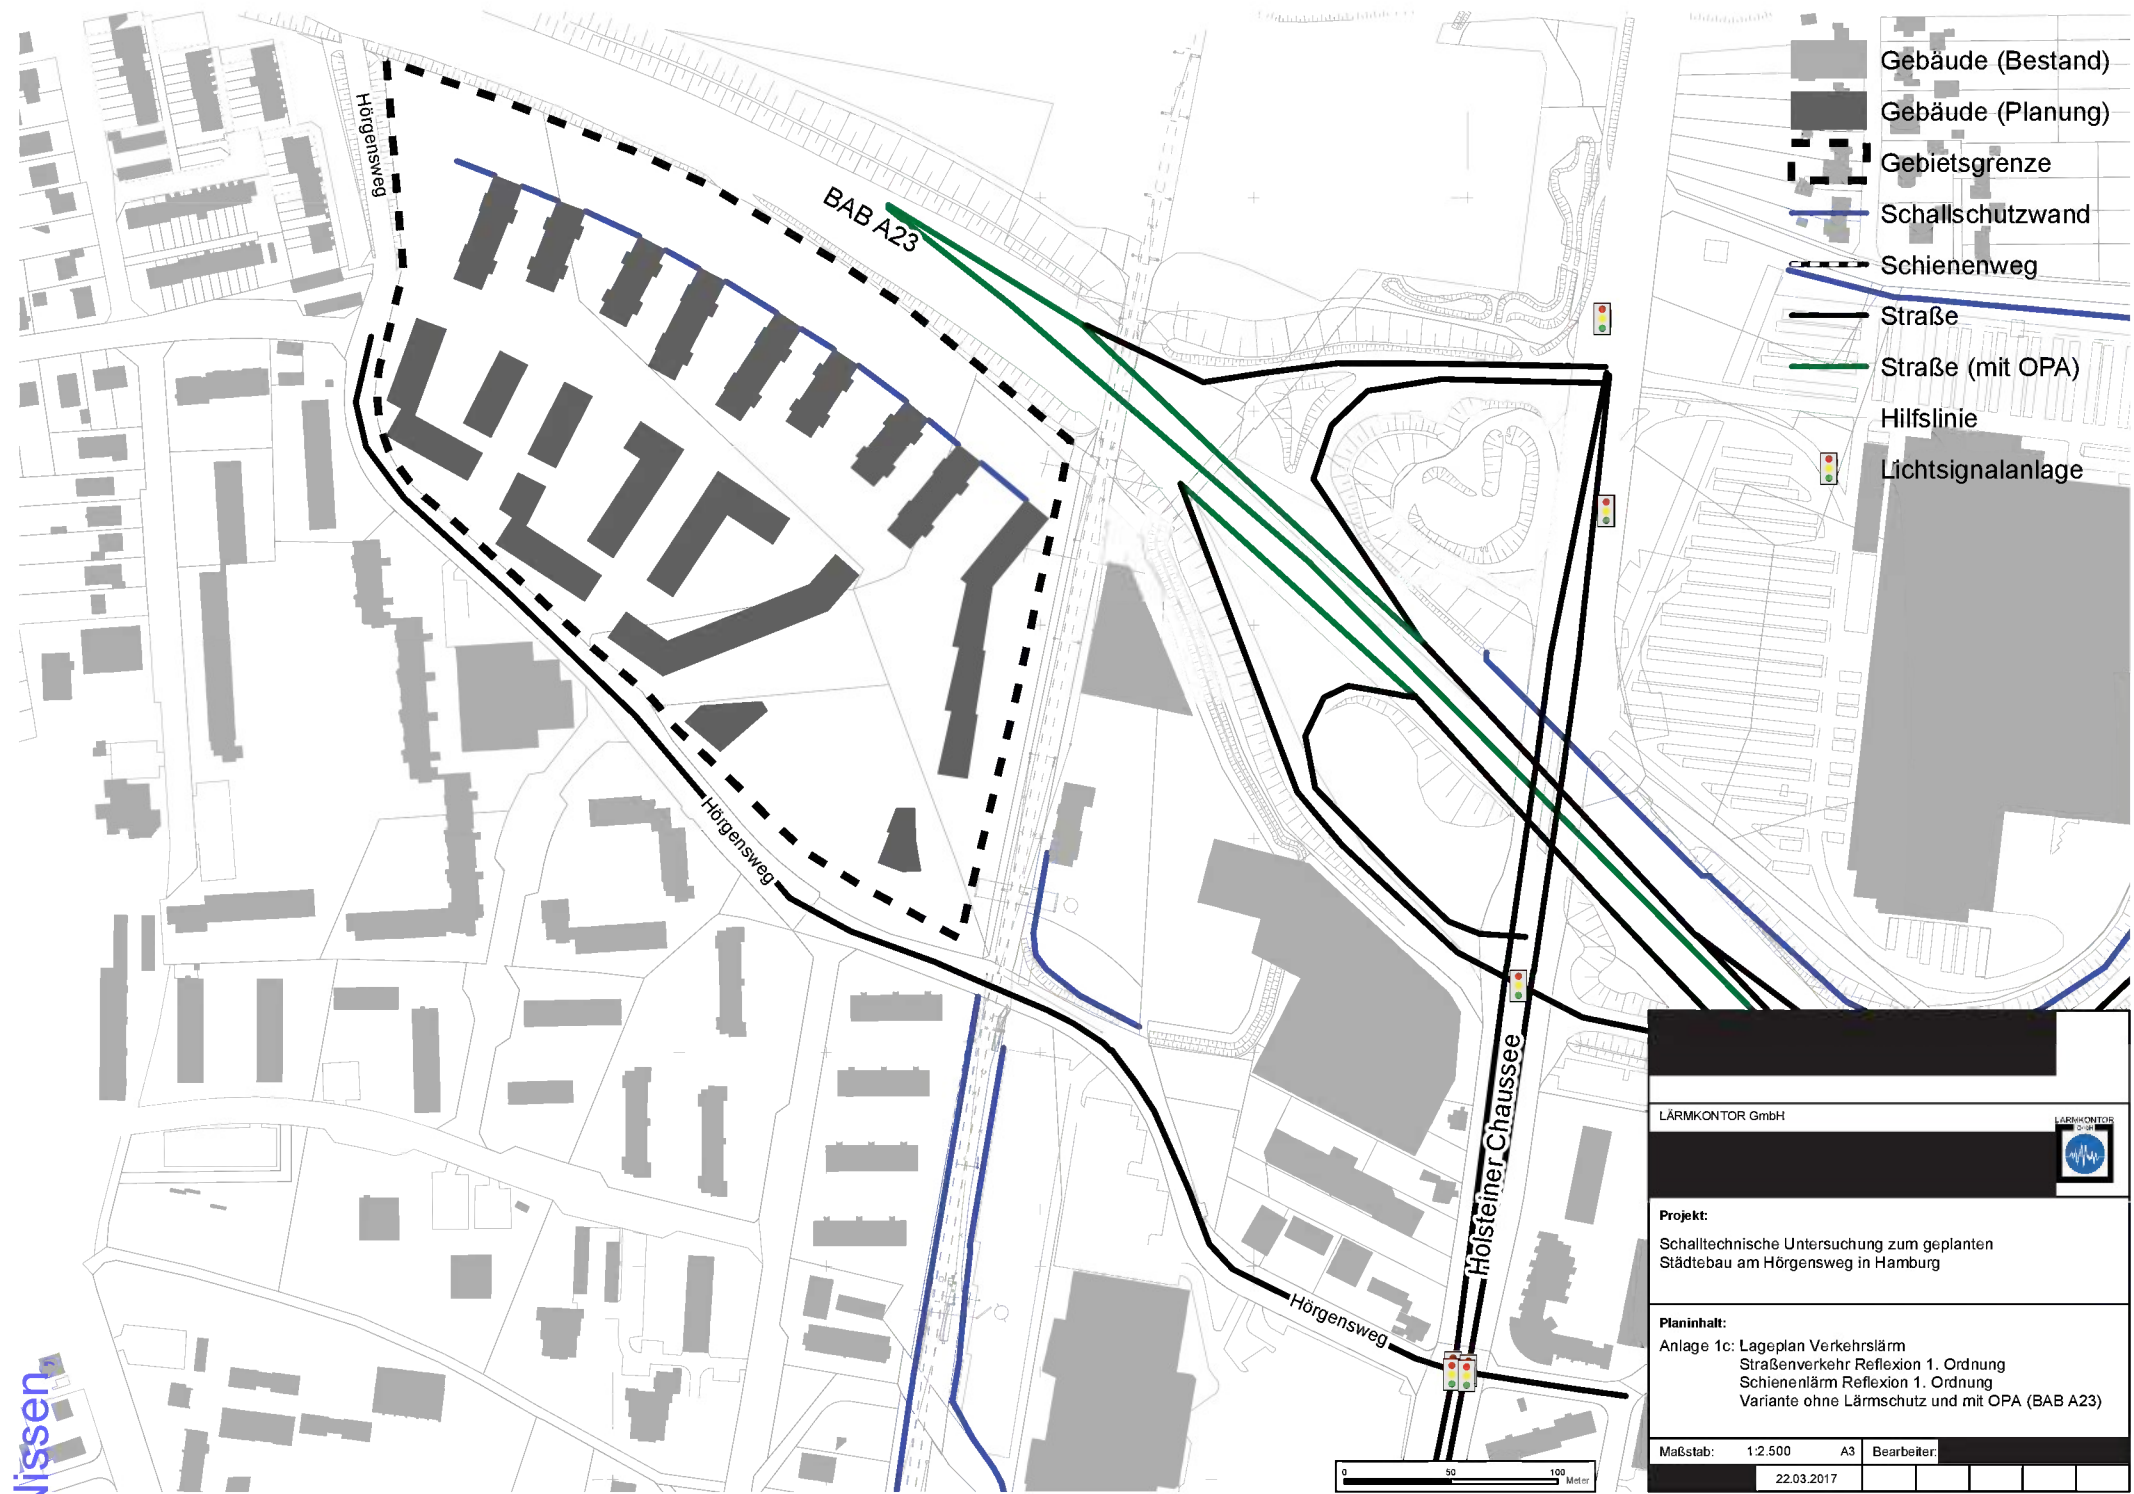 Gebäude (Bestand)
Gebäude (Planung)
Gebietsgrenze
Schallschutzwand
Schienenweg
Straße
Straße (mit OPA)
Hilfslinie
Lichtsignalanlage
Hörgensweg
BAB A23
Hörgensweg
Holsteiner Chaussee
Hörgensweg
Nissen,
0 50 100
Meter
LÄRMKONTOR GmbH
LÄRMKONTOR
GmbH
Projekt:
Schalltechnische Untersuchung zum geplanten
Städtebau am Hörgensweg in Hamburg
Planinhalt:
Anlage 1c: Lageplan Verkehrslärm
Straßenverkehr Reflexion 1. Ordnung
Schienenlärm Reflexion 1. Ordnung
Variante ohne Lärmschutz und mit OPA (BAB A23)
Maßstab: 1:2.500 A3 Bearbeiter:
22.03.2017